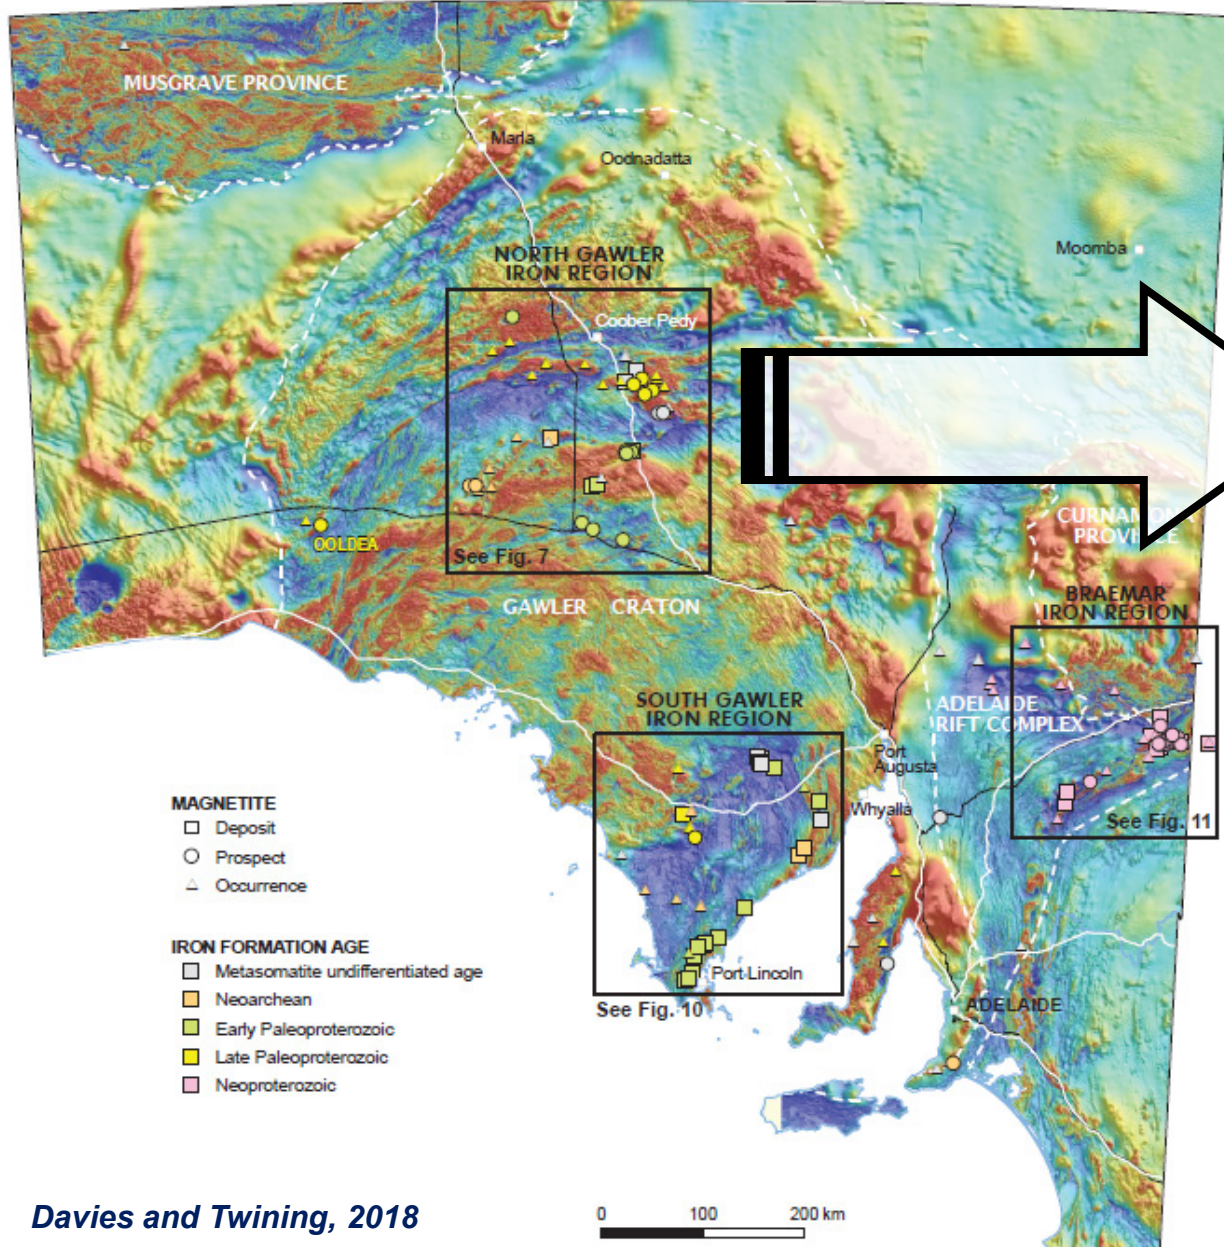 MUSGRAVE PROVINCE
Marla
Oodnadatta
Moomba
NORTH GAWLER
IRON REGION
Coober Pedy
OOLDEA
See Fig. 7
CURNAMONA
PROVINCE
GAWLER CRATON
BRAEMAR
IRON REGION
SOUTH GAWLER
IRON REGION
ADELAIDE
RIFT COMPLEX
Port
Augusta
Whyalla
See Fig. 11
MAGNETITE
Deposit
Prospect
Occurrence
IRON FORMATION AGE
Metasomatite undifferentiated age
Neoarchean
Early Paleoproterozoic
Late Paleoproterozoic
Neoproterozoic
Port Lincoln
See Fig. 10
ADELAIDE
Davies and Twining, 2018
0 100 200 km